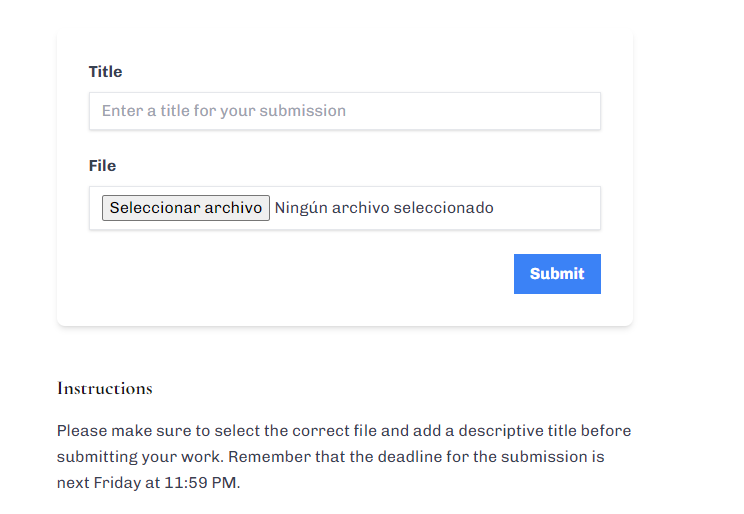 Title
Enter a title for your submission
File
Seleccionar archivo Ningún archivo seleccionado
Submit
Instructions
Please make sure to select the correct file and add a descriptive title before
submitting your work. Remember that the deadline for the submission is
next Friday at 11:59 PM.